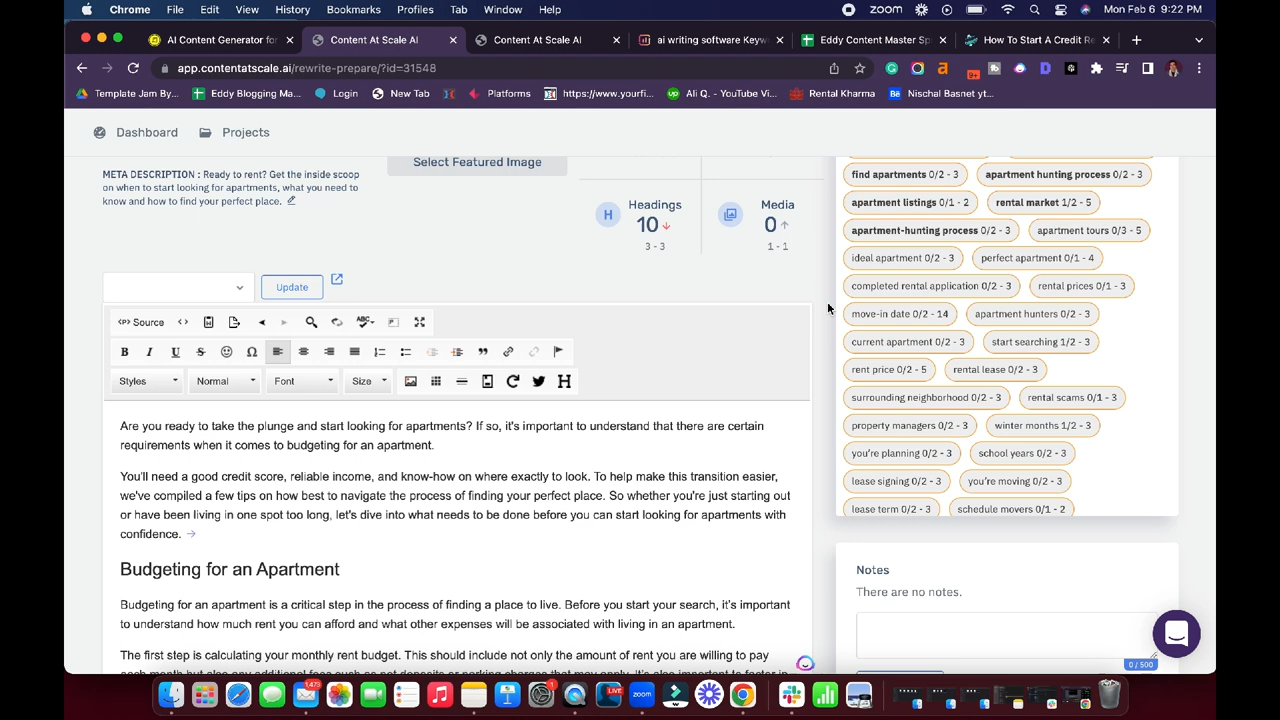 Chrome File Edit View History Bookmarks Profiles Tab Window Help zoom Mon Feb 6 9:22 PM
AI Content Generator for Content At Scale AI Content At Scale AI ai writing software Keyw Eddy Content Master Sp How To Start A Credit Re
app.contentatscale.ai/rewrite-prepare/?id=31548
9+
Template Jam By... Eddy Blogging Ma... Login New Tab Platforms https://www.yourfi... Ali Q. - YouTube Vi... Rental Kharma Nischal Basnet yt...
Dashboard Projects
META DESCRIPTION : Ready to rent? Get the inside scoop
on when to start looking for apartments, what you need to
know and how to find your perfect place.
Select Featured Image
Headings
10
3 - 3
Media
0
1 - 1
Update
Source
ABC
B I U S Ω
Styles Normal Font Size H
Are you ready to take the plunge and start looking for apartments? If so, it's important to understand that there are certain
requirements when it comes to budgeting for an apartment.
You'll need a good credit score, reliable income, and know-how on where exactly to look. To help make this transition easier,
we've compiled a few tips on how best to navigate the process of finding your perfect place. So whether you're just starting out
or have been living in one spot too long, let's dive into what needs to be done before you can start looking for apartments with
confidence. →
Budgeting for an Apartment
Budgeting for an apartment is a critical step in the process of finding a place to live. Before you start your search, it's important
to understand how much rent you can afford and what other expenses will be associated with living in an apartment.
The first step is calculating your monthly rent budget. This should include not only the amount of rent you are willing to pay
find apartments 0/2 - 3 apartment hunting process 0/2 - 3
apartment listings 0/1 - 2 rental market 1/2 - 5
apartment-hunting process 0/2 - 3 apartment tours 0/3 - 5
ideal apartment 0/2 - 3 perfect apartment 0/1 - 4
completed rental application 0/2 - 3 rental prices 0/1 - 3
move-in date 0/2 - 14 apartment hunters 0/2 - 3
current apartment 0/2 - 3 start searching 1/2 - 3
rent price 0/2 - 5 rental lease 0/2 - 3
surrounding neighborhood 0/2 - 3 rental scams 0/1 - 3
property managers 0/2 - 3 winter months 1/2 - 3
you're planning 0/2 - 3 school years 0/2 - 3
lease signing 0/2 - 3 you're moving 0/2 - 3
lease term 0/2 - 3 schedule movers 0/1 - 2
Notes
There are no notes.
0 / 500
1,473
1
LIVE
zoom